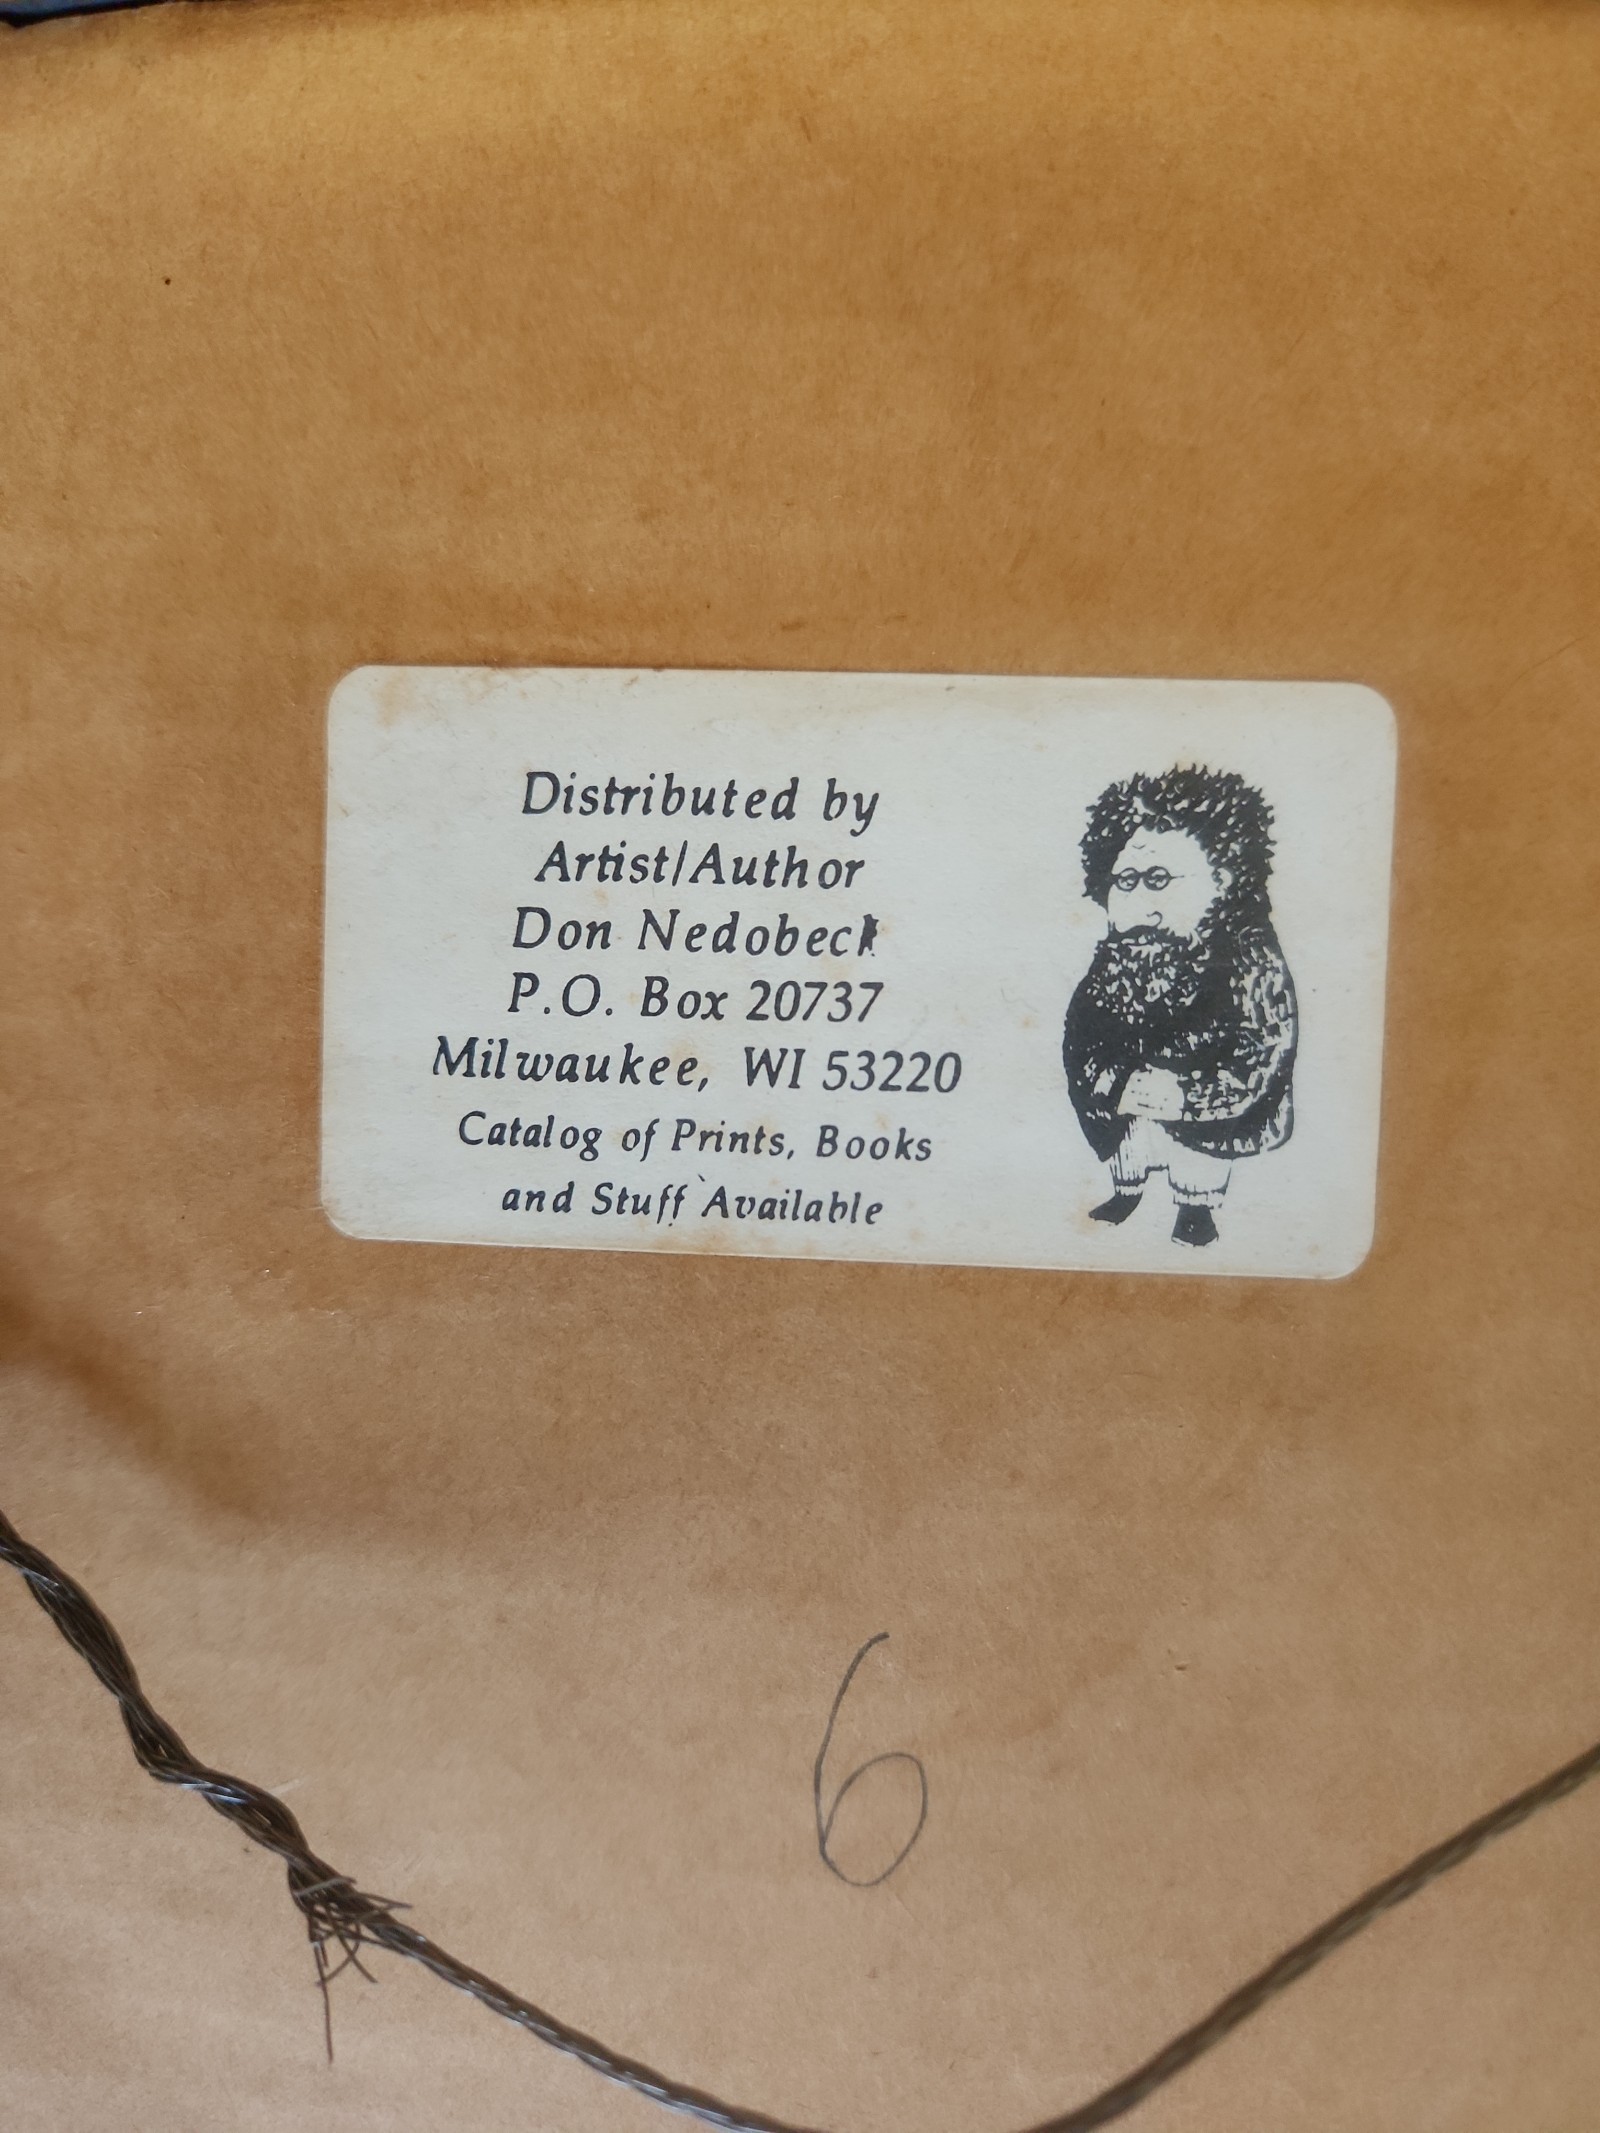 Distributed by
Artist/Author
Don Nedobeck
P.O. Box 20737
Milwaukee, WI 53220
Catalog of Prints, Books
and Stuff Available
6